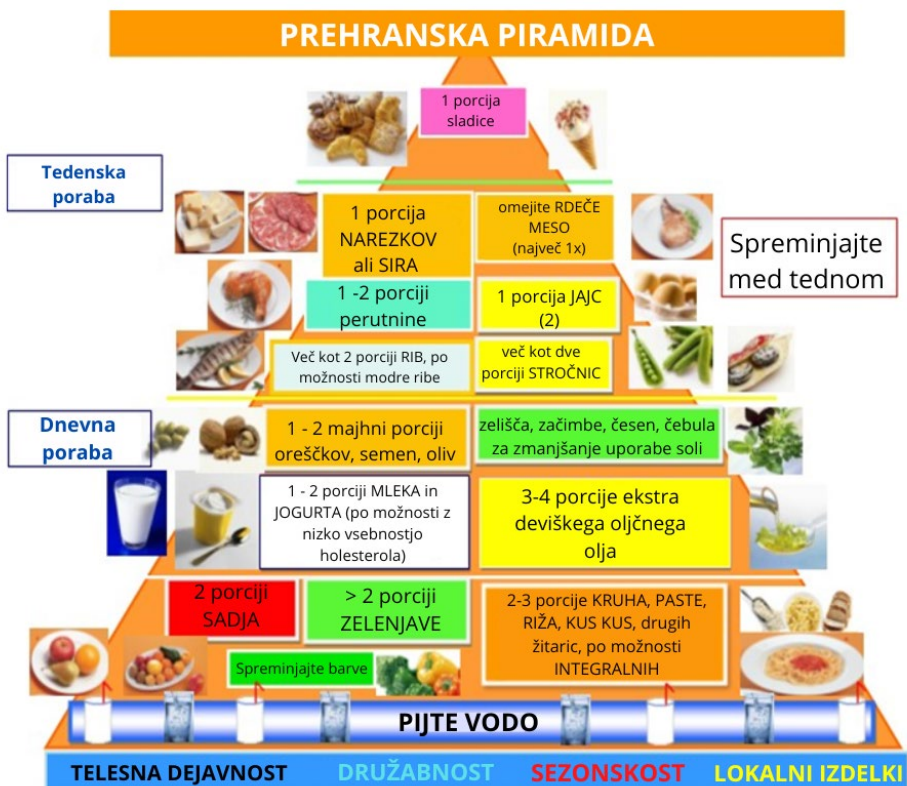 PREHRANSKA PIRAMIDA
1 porcija
sladice
Tedenska
poraba
1 porcija
NAREZKOV
ali SIRA
omejite RDEČE
MESO
(največ 1x)
Spreminjajte
med tednom
1 -2 porciji
perutnine
1 porcija JAJC
(2)
Več kot 2 porciji RIB, po
možnosti modre ribe
več kot dve
porciji STROČNIC
Dnevna
poraba
1 - 2 majhni porciji
oreščkov, semen, oliv
zelišča, začimbe, česen, čebula
za zmanjšanje uporabe soli
1 - 2 porciji MLEKA in
JOGURTA (po možnosti z
nizko vsebnostjo
holesterola)
3-4 porcije ekstra
deviškega oljčnega
olja
2 porciji
SADJA
> 2 porciji
ZELENJAVE
2-3 porcije KRUHA, PASTE,
RIŽA, KUS KUS, drugih
žitaric, po možnosti
INTEGRALNIH
Spreminjajte barve
PIJTE VODO
TELESNA DEJAVNOST DRUŽABNOST SEZONSKOST LOKALNI IZDELKI